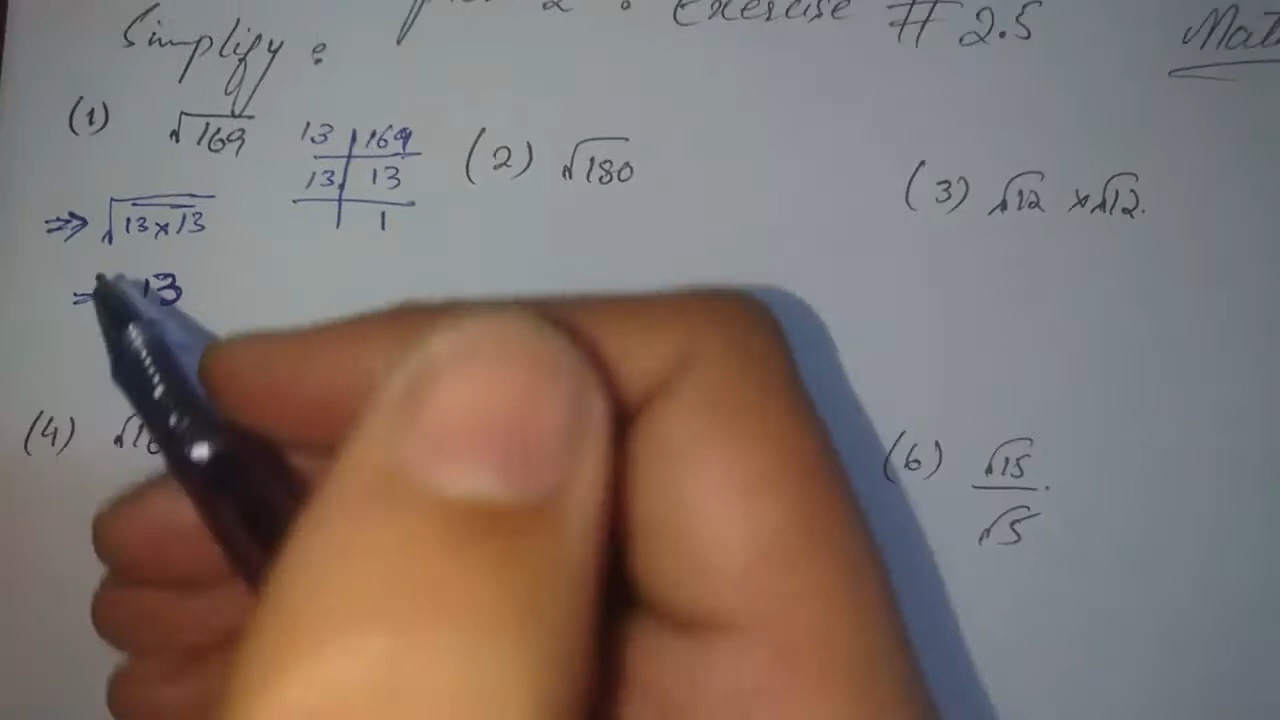 2 : Exercise # 2.5
Simplify :
(1) √169
13 | 169
13 | 13
1
⇒ √13×13
13
(2) √180
(3) √12 ×√12.
(4)
(6) √15 / √5